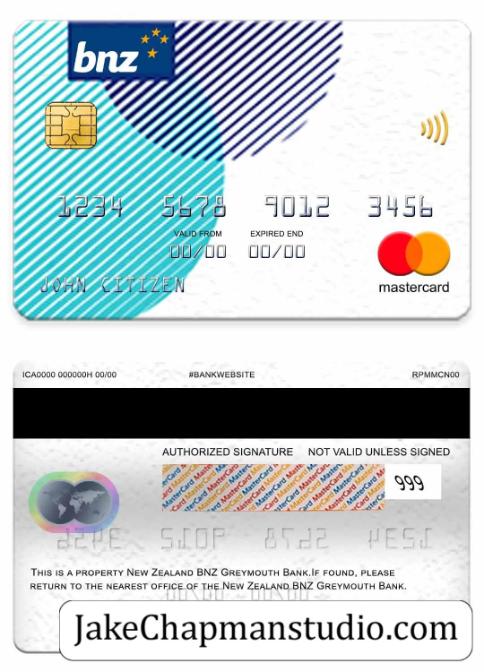 bnz
1234 5678 9012 3456
VALID FROM EXPIRED END
00/00 00/00
JOHN CITIZEN
mastercard
ICA0000 000000H 00/00 #BANKWEBSITE RPMMCN00
AUTHORIZED SIGNATURE NOT VALID UNLESS SIGNED
MasterCard MasterCard MasterCard
999
THIS IS A PROPERTY NEW ZEALAND BNZ GREYMOUTH BANK.IF FOUND, PLEASE
RETURN TO THE NEAREST OFFICE OF THE NEW ZEALAND BNZ GREYMOUTH BANK.
JakeChapmanstudio.com